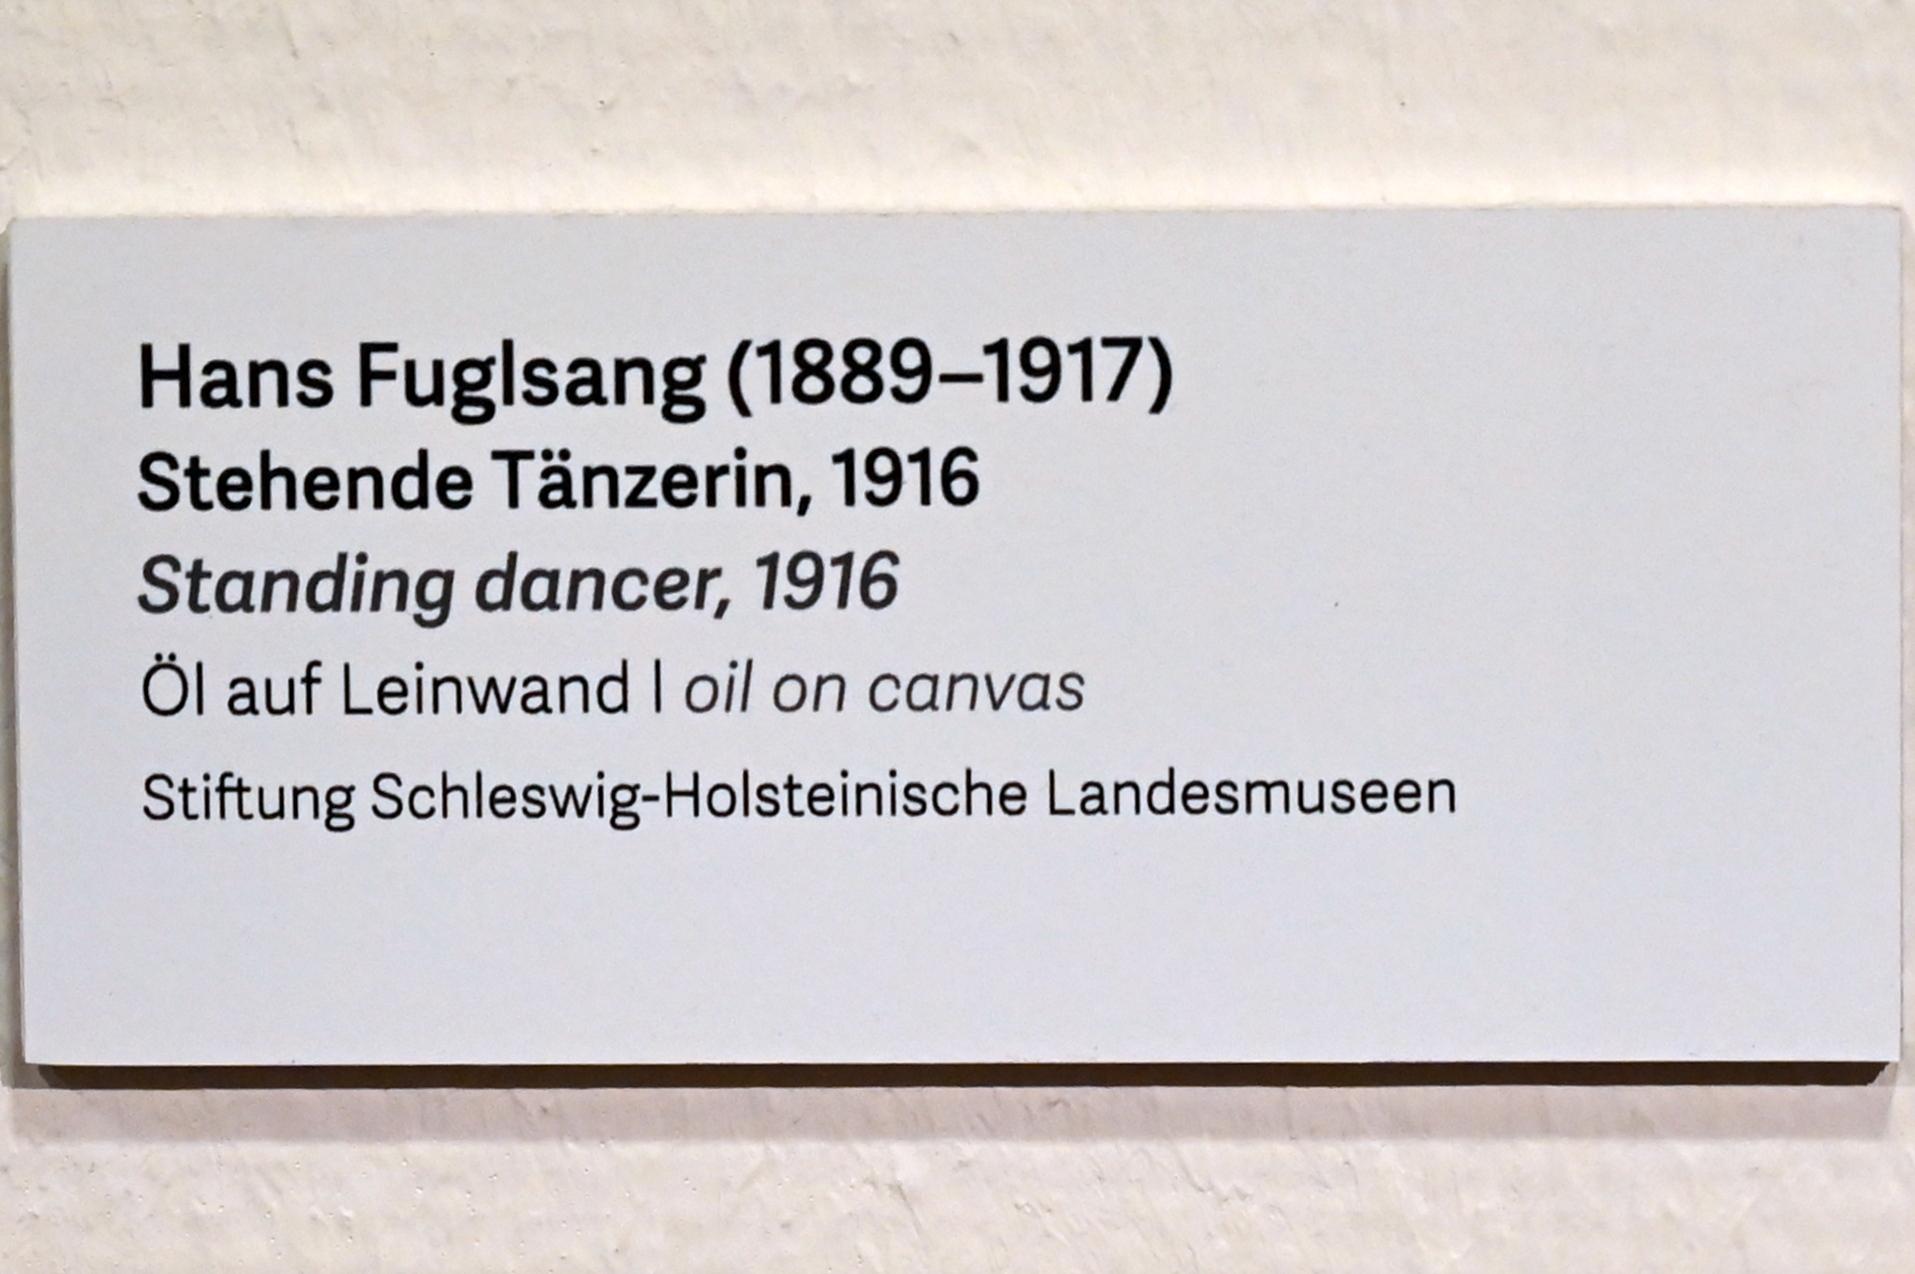 Hans Fuglsang (1889–1917)
Stehende Tänzerin, 1916
Standing dancer, 1916
Öl auf Leinwand | oil on canvas
Stiftung Schleswig-Holsteinische Landesmuseen